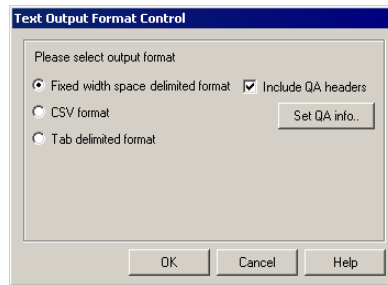 Text Output Format Control
Please select output format
Fixed width space delimited format
Include QA headers
CSV format
Set QA info..
Tab delimited format
OK
Cancel
Help